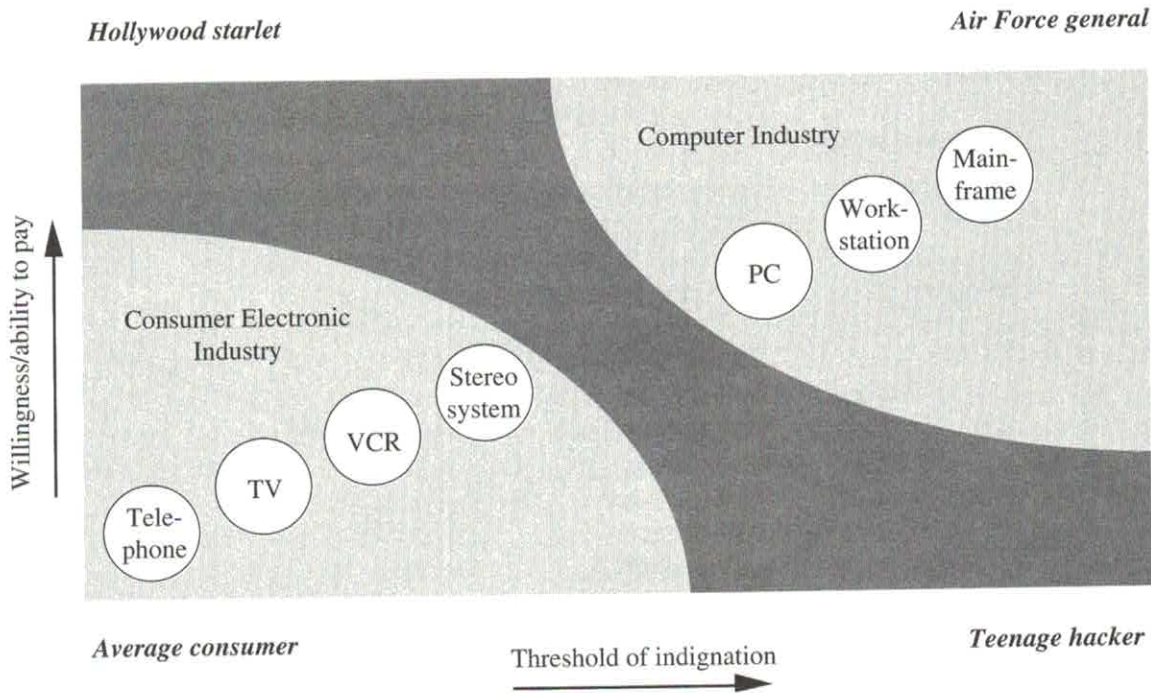 Hollywood starlet
Air Force general
Computer Industry
Main-
frame
Work-
station
PC
Willingness/ability to pay
Consumer Electronic
Industry
Stereo
system
VCR
TV
Tele-
phone
Average consumer
Threshold of indignation
Teenage hacker